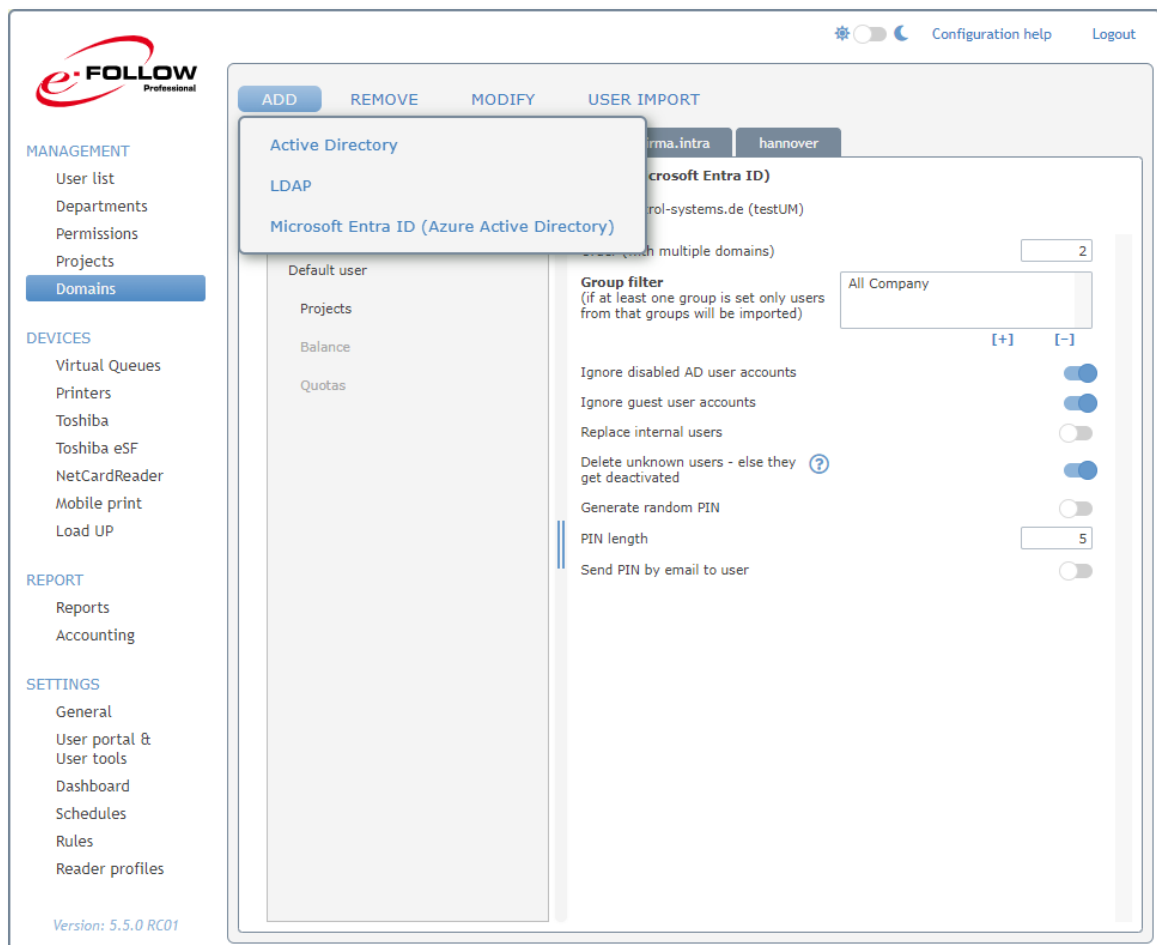 Configuration help
Logout
e-FOLLOW
Professional
ADD
REMOVE
MODIFY
USER IMPORT
Active Directory
LDAP
Microsoft Entra ID (Azure Active Directory)
hannover
MANAGEMENT
User list
Departments
Permissions
Projects
Domains
DEVICES
Virtual Queues
Printers
Toshiba
Toshiba eSF
NetCardReader
Mobile print
Load UP
REPORT
Reports
Accounting
SETTINGS
General
User portal &
User tools
Dashboard
Schedules
Rules
Reader profiles
Version: 5.5.0 RC01
Default user
Projects
Balance
Quotas
Entra ID)
(testUM)
multiple domains)
2
Group filter
(if at least one group is set only users
from that groups will be imported)
All Company
[+]
[−]
Ignore disabled AD user accounts
Ignore guest user accounts
Replace internal users
Delete unknown users - else they
get deactivated
?
Generate random PIN
PIN length
5
Send PIN by email to user